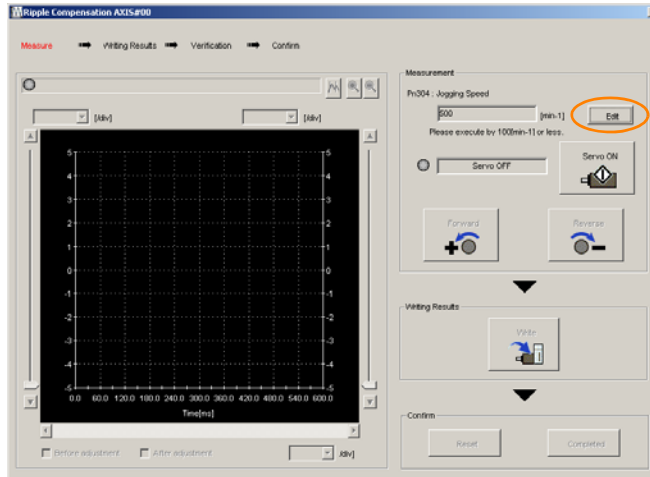 Ripple Compensation AXIS#00
Measure Writing Results Verification Confirm
[/div] [/div]
5 5
4 4
3 3
2 2
1 1
0 0
-1 -1
-2 -2
-3 -3
-4 -4
-5 -5
0.0 60.0 120.0 180.0 240.0 300.0 360.0 420.0 480.0 540.0 600.0
Time[ms]
Before adjustment After adjustment /div]
Measurement
Pn304 : Jogging Speed
500 [min-1] Edit
Please execute by 100[min-1] or less.
Servo OFF Servo ON
Forward Reverse
Writing Results
Write
Confirm
Reset Completed